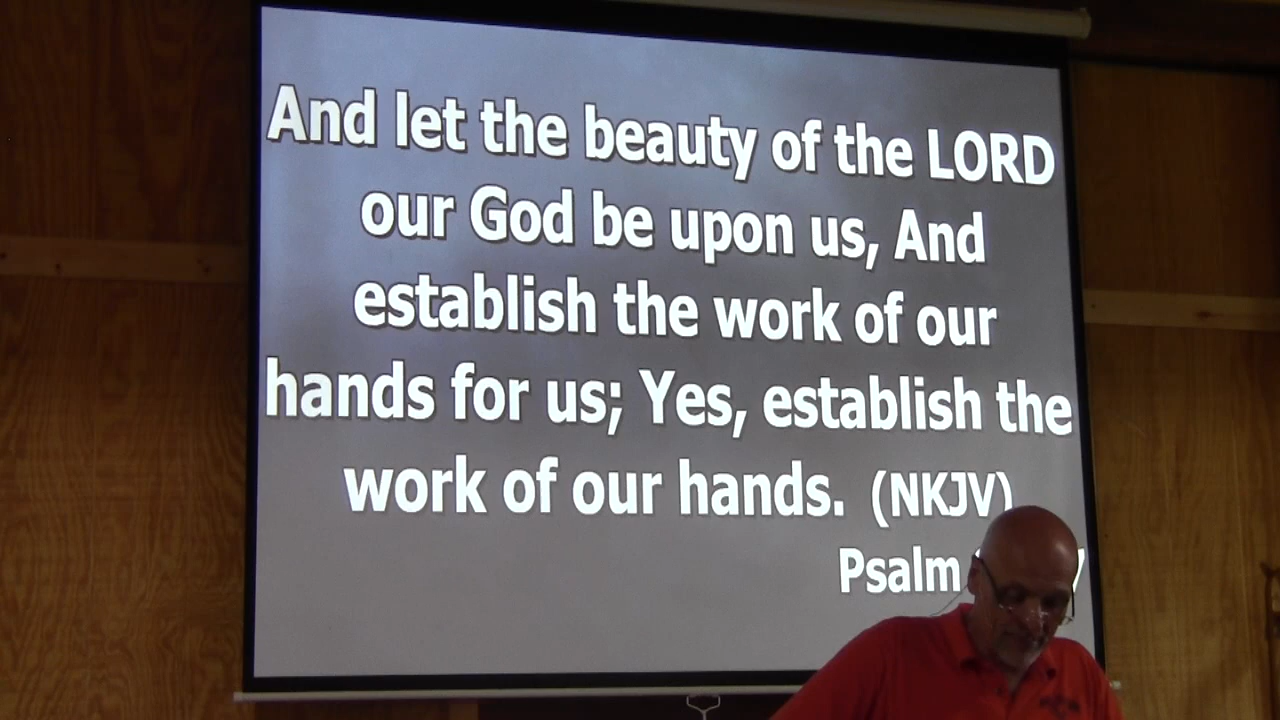 And let the beauty of the LORD
our God be upon us, And
establish the work of our
hands for us; Yes, establish the
work of our hands. (NKJV)
Psalm